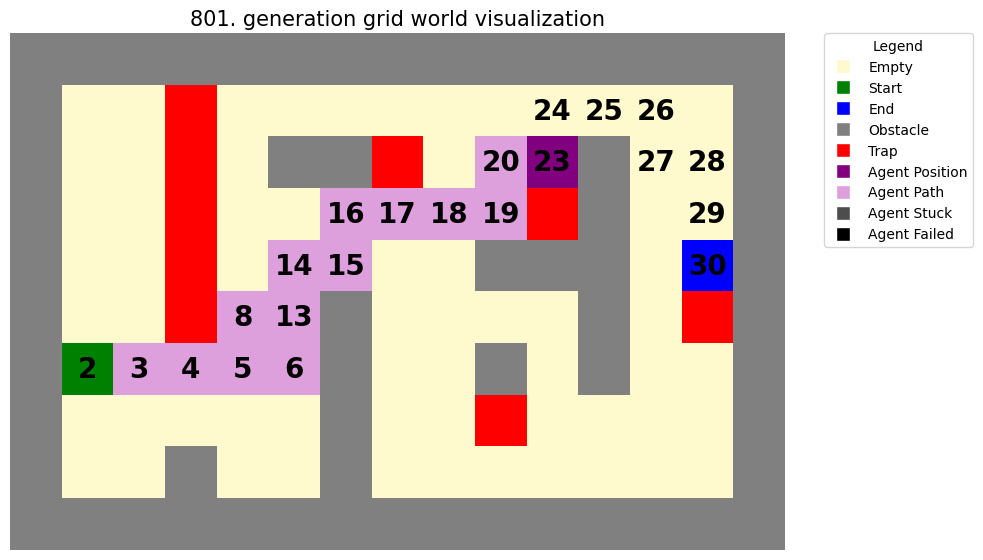 801. generation grid world visualization
24 25 26
20 23 27 28
16 17 18 19 29
14 15 30
8 13
2 3 4 5 6
Legend
Empty
Start
End
Obstacle
Trap
Agent Position
Agent Path
Agent Stuck
Agent Failed